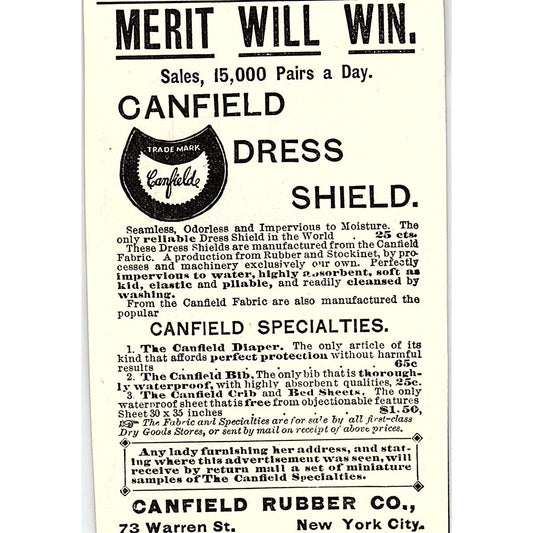 MERIT WILL WIN.
Sales, 15,000 Pairs a Day.
CANFIELD
TRADE MARK
Canfield
DRESS
SHIELD.
Seamless, Odorless and Impervious to Moisture. The
only reliable Dress Shield in the World . 25 cts.
These Dress Shields are manufactured from the Canfield
Fabric. A production from Rubber and Stockinet, by pro-
cesses and machinery exclusively our own. Perfectly
impervious to water, highly absorbent, soft as
kid, elastic and pliable, and readily cleansed by
washing.
From the Canfield Fabric are also manufactured the
popular
CANFIELD SPECIALTIES.
1. The Canfield Diaper. The only article of its
kind that affords perfect protection without harmful
results . . . . . . 65c
2. The Canfield Bib. The only bib that is thorough-
ly waterproof, with highly absorbent qualities, 25c.
3 The Canfield Crib and Bed Sheets. The only
waterproof sheet that is free from objectionable features
Sheet 30 x 35 inches . . . . $1.50,
☞ The Fabric and Specialties are for sale by all first-class
Dry Goods Stores, or sent by mail on receipt of above prices.
Any lady furnishing her address, and stat-
ing where this advertisement was seen, will
receive by return mail a set of miniature
samples of The Canfield Specialties.
CANFIELD RUBBER CO.,
73 Warren St. New York City.